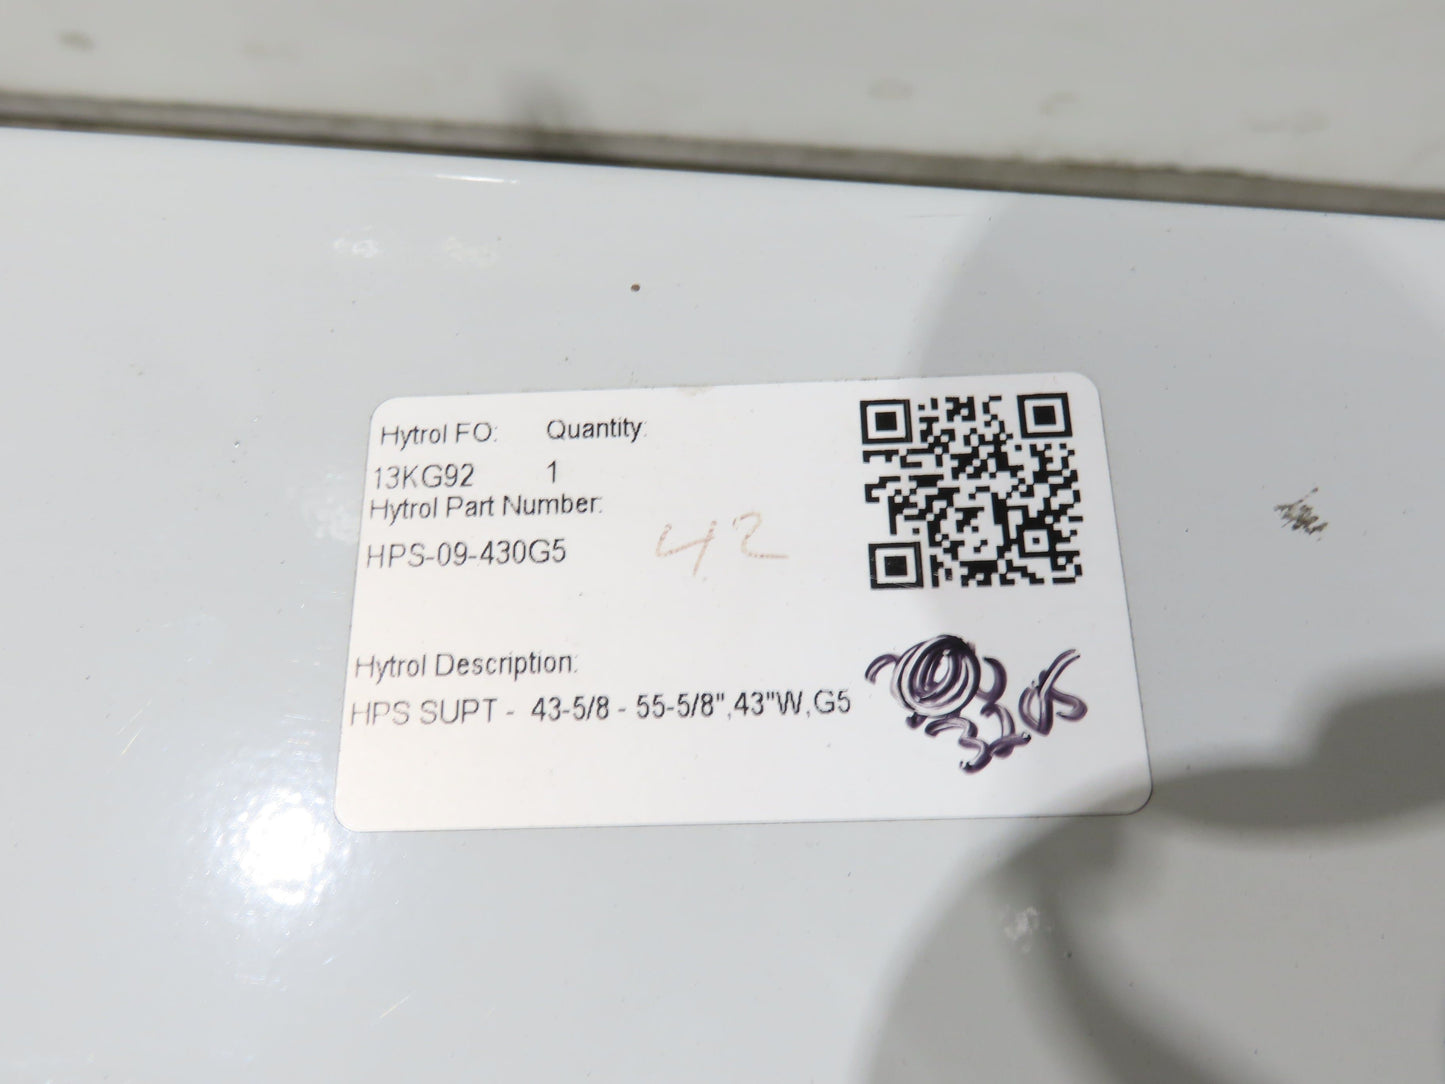 Hytrol FO: Quantity:
13KG92 1
Hytrol Part Number:
HPS-09-430G5
42
Hytrol Description:
HPS SUPT - 43-5/8 - 55-5/8",43"W,G5